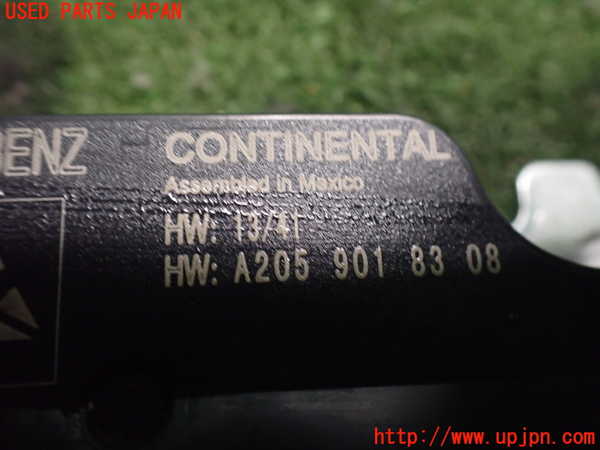 USED PARTS JAPAN
BENZ CONTINENTAL
Assembled in Mexico
HW: 13/41
HW: A205 901 83 08
http://www.upjpn.com